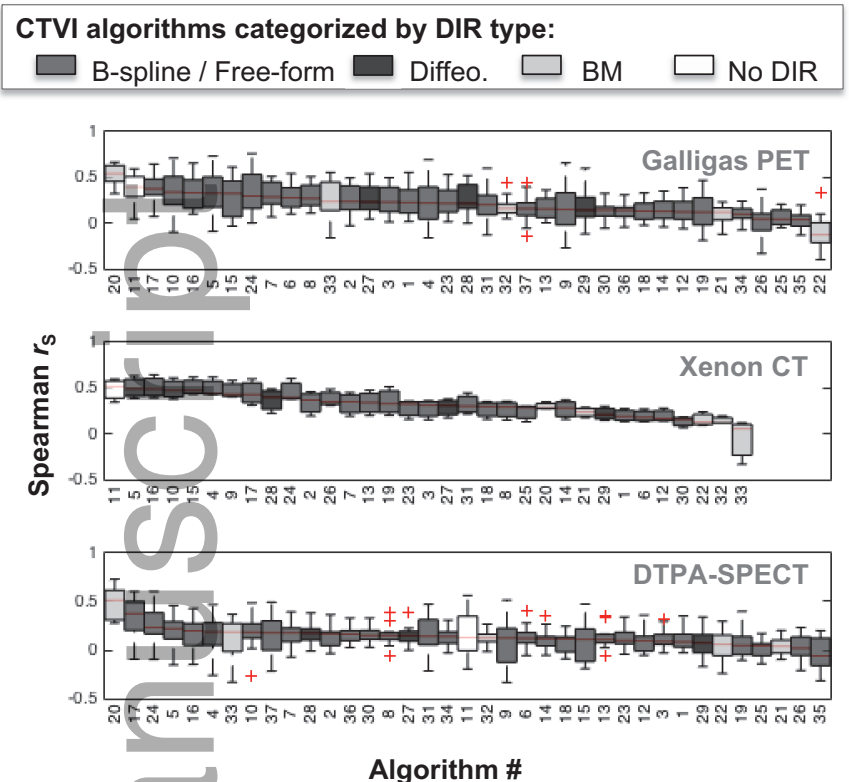 CTVI algorithms categorized by DIR type:
B-spline / Free-form Diffeo. BM No DIR
Galligas PET
1
0.5
0
-0.5
20 11 17 10 16 5 15 24 7 6 8 33 2 27 3 1 4 23 28 31 32 37 13 9 29 30 36 18 14 12 19 21 34 26 25 35 22
Spearman rs
Xenon CT
1
0.5
0
-0.5
11 5 16 10 15 4 9 17 28 24 2 26 7 13 19 23 3 27 31 18 8 25 20 14 21 29 1 6 12 30 22 32 33
DTPA-SPECT
1
0.5
0
-0.5
20 17 24 5 16 4 33 10 37 7 28 2 36 30 8 27 31 34 11 32 9 6 14 18 15 13 23 12 3 1 29 22 19 25 21 26 35
Algorithm #
anuscrip